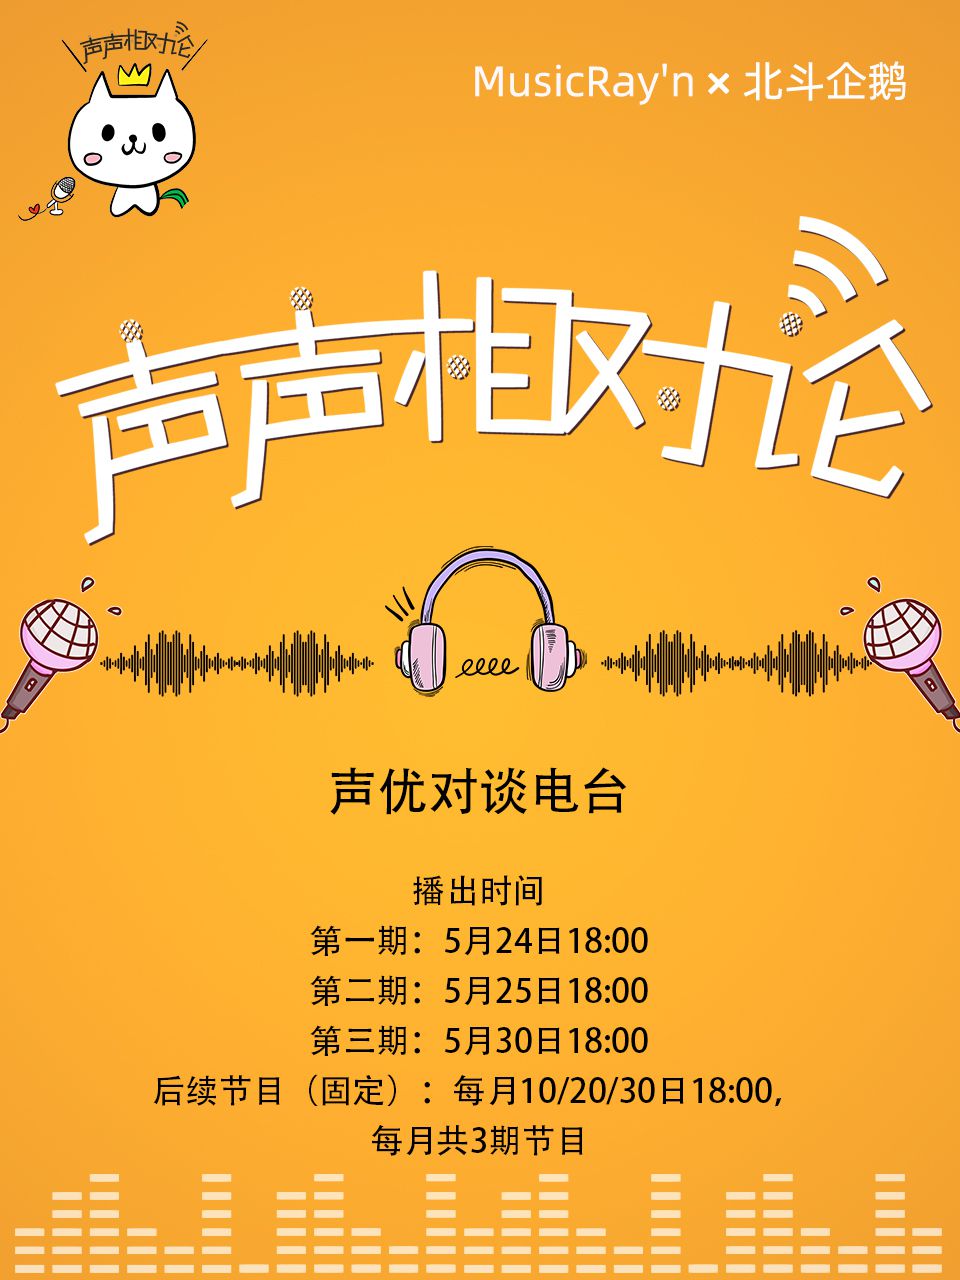 声声相对论
MusicRay'n × 北斗企鹅
声声相对论
声优对谈电台
播出时间
第一期：5月24日18:00
第二期：5月25日18:00
第三期：5月30日18:00
后续节目（固定）：每月10/20/30日18:00,
每月共3期节目